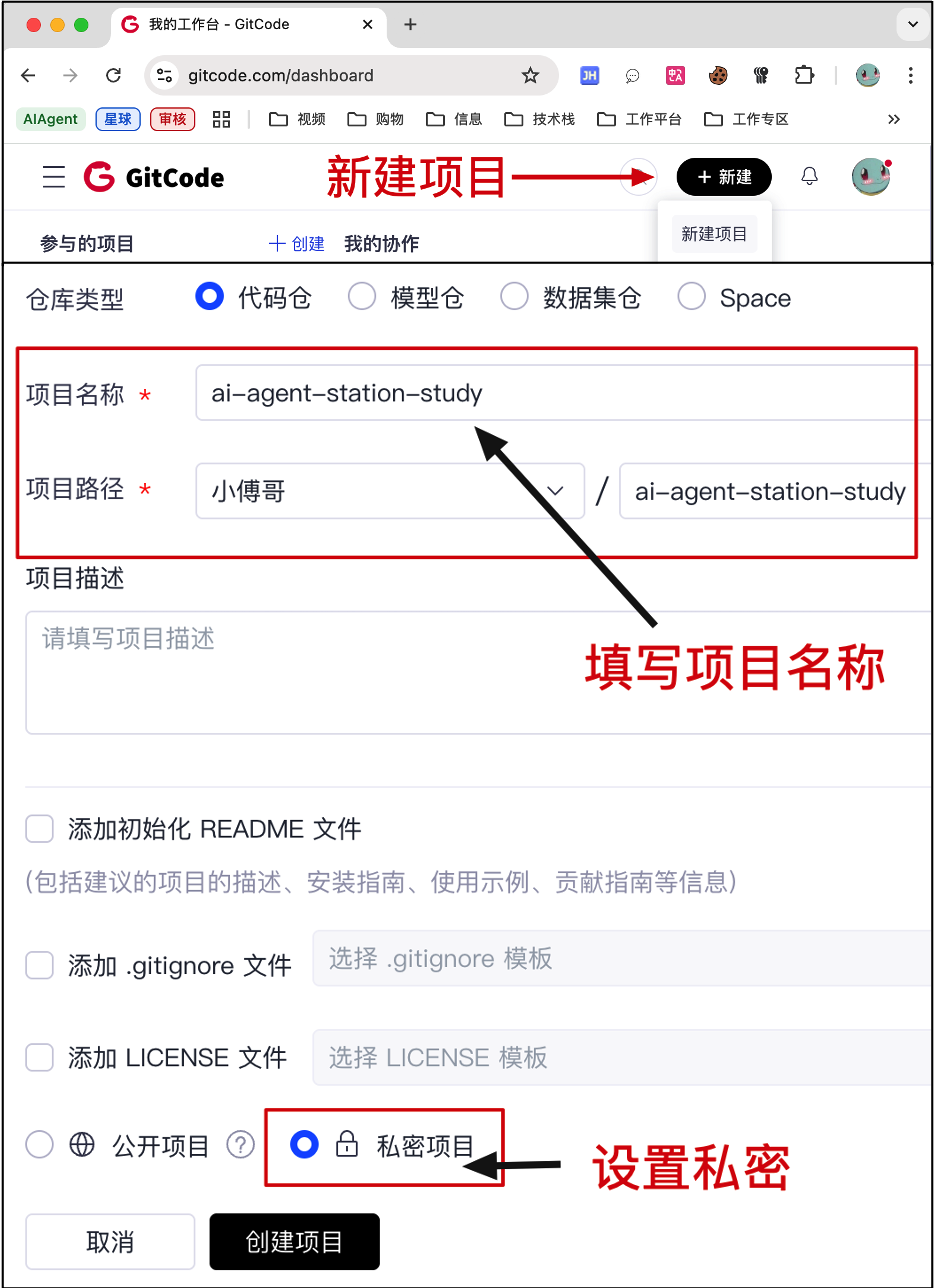 我的工作台 - GitCode
gitcode.com/dashboard
JH
AIAgent 星球 审核 视频 购物 信息 技术栈 工作平台 工作专区
GitCode 新建项目 + 新建
新建项目
参与的项目 + 创建 我的协作
仓库类型 代码仓 模型仓 数据集仓 Space
项目名称 * ai-agent-station-study
项目路径 * 小傅哥 / ai-agent-station-study
项目描述
请填写项目描述
填写项目名称
添加初始化 README 文件
(包括建议的项目的描述、安装指南、使用示例、贡献指南等信息)
添加 .gitignore 文件 选择 .gitignore 模板
添加 LICENSE 文件 选择 LICENSE 模板
公开项目 ? 私密项目 设置私密
取消 创建项目